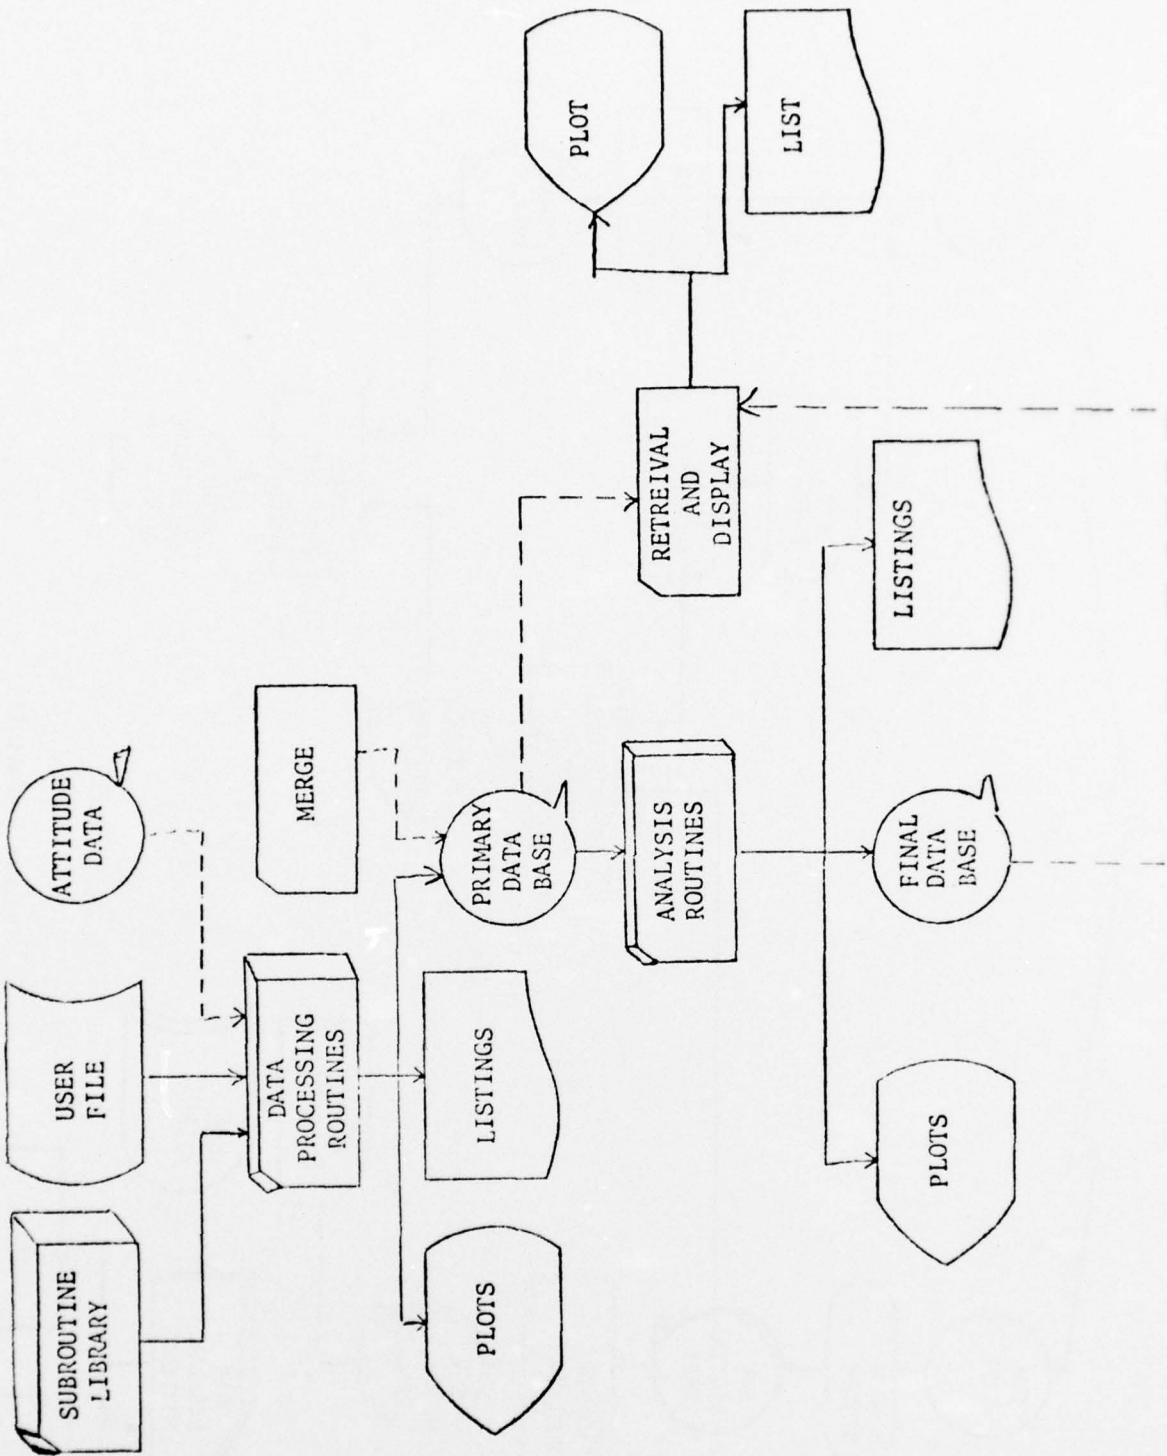 SUBROUTINE
LIBRARY
USER
FILE
ATTITUDE
DATA
DATA
PROCESSING
ROUTINES
MERGE
PLOTS
LISTINGS
PRIMARY
DATA
BASE
ANALYSIS
ROUTINES
RETREIVAL
AND
DISPLAY
PLOT
LIST
PLOTS
FINAL
DATA
BASE
LISTINGS